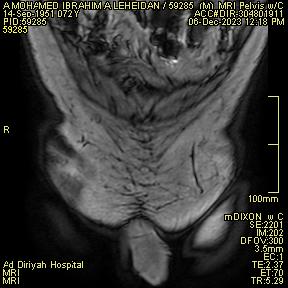 A MOHAMED IBRAHIM A LEHEIDAN / 59285 (M) MRI Pelvis w/C
14-Sep-1951 072Y ACC#DIR-304801911
PID:59285 06-Dec-2023 12:18 PM
59285
R
100mm
mDIXON w C
SE:2201
IM:202
DFOV:300
3.5mm
EC:1
Ad Diriyah Hospital TE:2.37
MRI ET:70
MRI TR:5.29